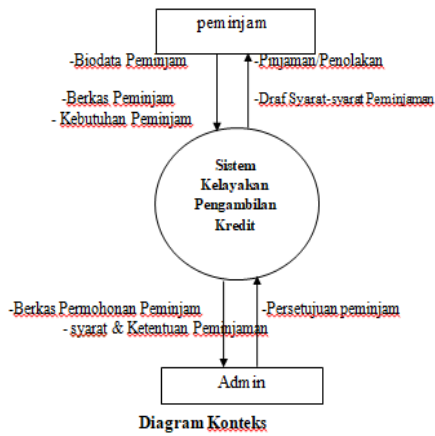 peminjam
-Biodata Peminjam
-Pinjaman/Penolakan
-Berkas Peminjam
-Draf Syarat-syarat Peminjaman
- Kebutuhan Peminjam
Sistem
Kelayakan
Pengambilan
Kredit
-Berkas Permohonan Peminjam
-Persetujuan peminjam
- syarat & Ketentuan Peminjaman
Admin
Diagram Konteks